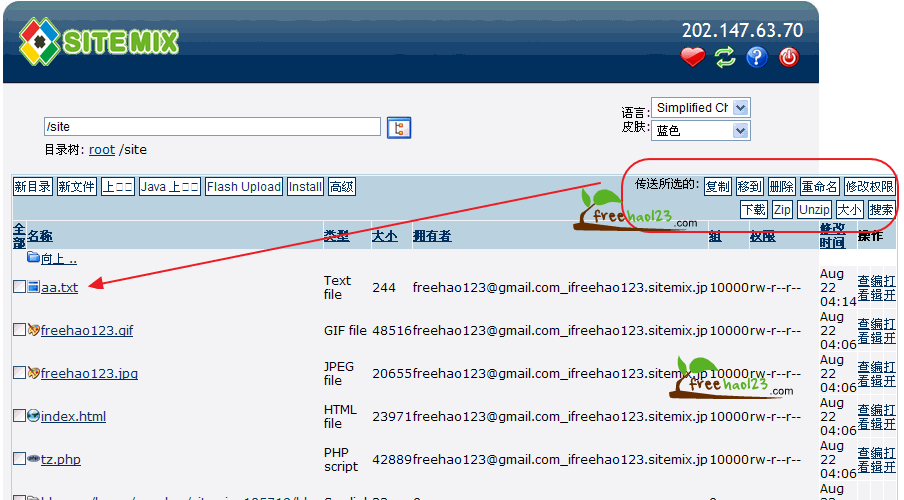 SITEMIX
202.147.63.70
语言: Simplified Ch
/site
皮肤: 蓝色
目录树: root /site
新目录 新文件 上□□ Java 上□□ Flash Upload Install 高级
传送所选的: 复制 移到 删除 重命名 修改权限
下载 Zip Unzip 大小 搜索
freehao123.com
全部 名称 类型 大小 拥有者 组 权限 修改时间 操作
向上 ..
aa.txt Text file 244 freehao123@gmail.com_ifreehao123.sitemix.jp 10000 rw-r--r-- Aug 22 04:14 查看 编辑 打开
freehao123.gif GIF file 48516 freehao123@gmail.com_ifreehao123.sitemix.jp 10000 rw-r--r-- Aug 22 04:06 查看 编辑 打开
freehao123.jpg JPEG file 20655 freehao123@gmail.com_ifreehao123.sitemix.jp 10000 rw-r--r-- Aug 22 04:06 查看 编辑 打开
freehao123.com
index.html HTML file 23971 freehao123@gmail.com_ifreehao123.sitemix.jp 10000 rw-r--r-- Aug 22 04:06 查看 编辑 打开
tz.php PHP script 42889 freehao123@gmail.com_ifreehao123.sitemix.jp 10000 rw-r--r-- Aug 22 04:06 查看 编辑 打开
Aug